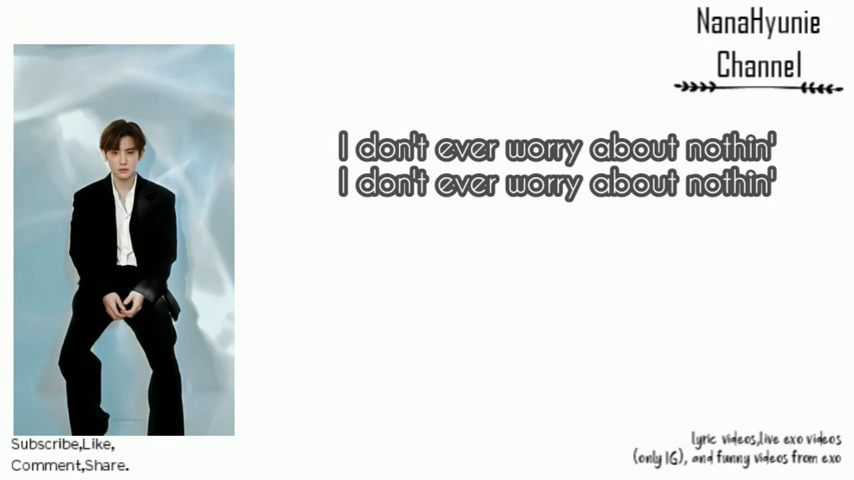 NanaHyunie
Channel
I don't ever worry about nothin'
I don't ever worry about nothin'
Subscribe,Like,
Comment,Share.
lyric videos,live exo videos
(only IG), and funny videos from exo